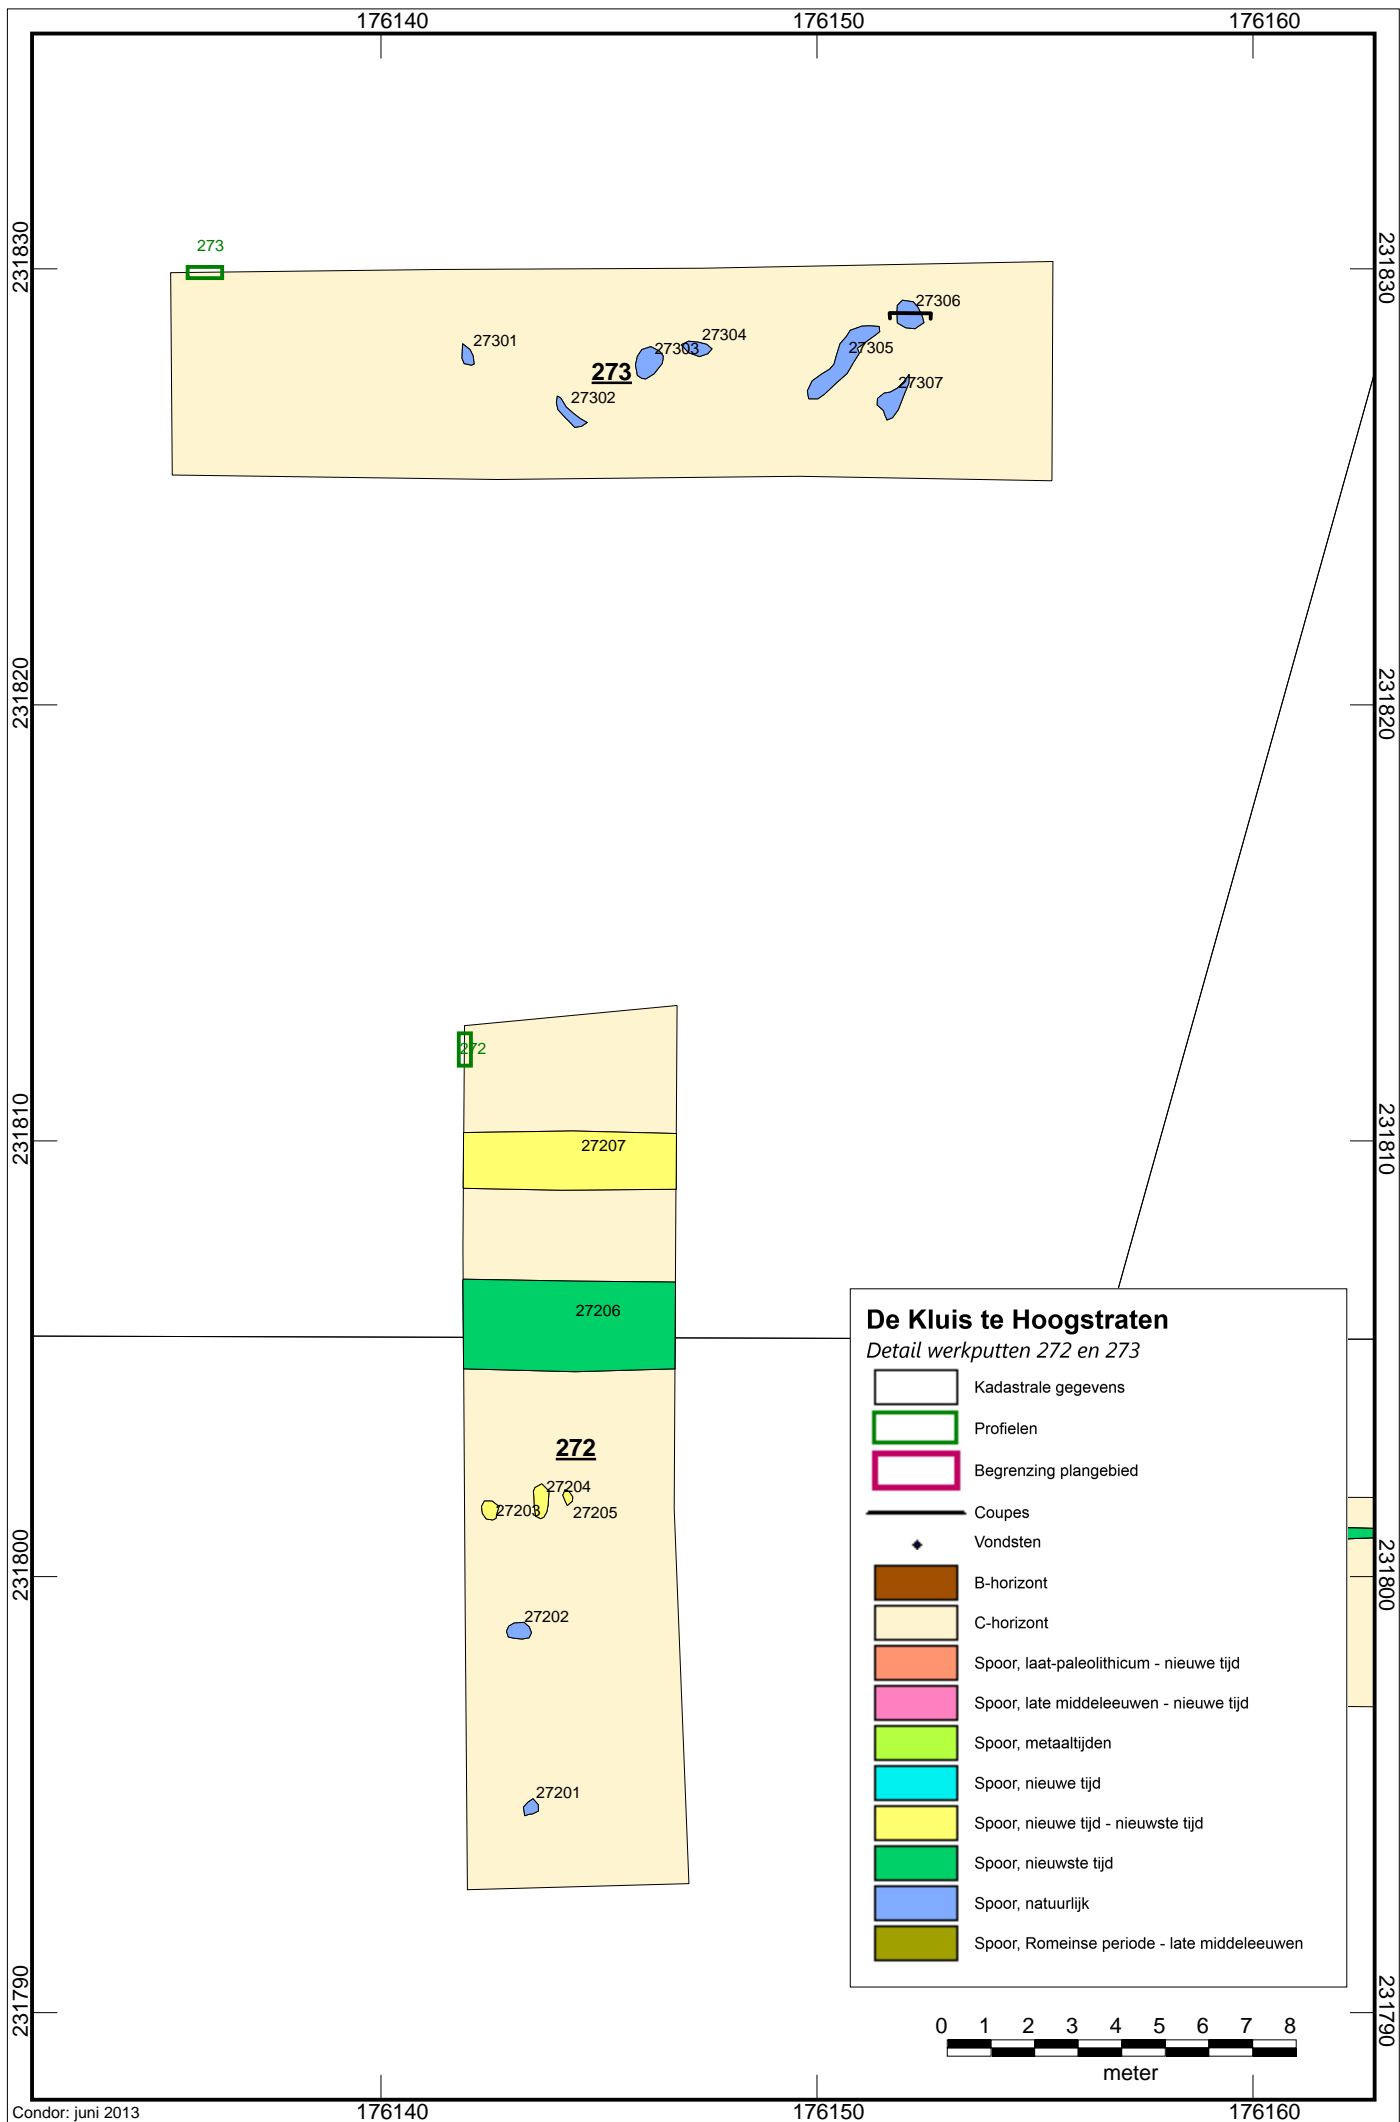 176140
176150
176160
231830
231830
273
27306
27301
27304
27303
27305
273
27307
27302
231820
231820
272
231810
231810
27207
27206
De Kluis te Hoogstraten
Detail werkputten 272 en 273
Kadastrale gegevens
Profielen
Begrenzing plangebied
Coupes
Vondsten
B-horizont
C-horizont
Spoor, laat-paleolithicum - nieuwe tijd
Spoor, late middeleeuwen - nieuwe tijd
Spoor, metaaltijden
Spoor, nieuwe tijd
Spoor, nieuwe tijd - nieuwste tijd
Spoor, nieuwste tijd
Spoor, natuurlijk
Spoor, Romeinse periode - late middeleeuwen
272
27204
27203
27205
231800
231800
27202
27201
231790
231790
0 1 2 3 4 5 6 7 8
meter
Condor: juni 2013
176140
176150
176160